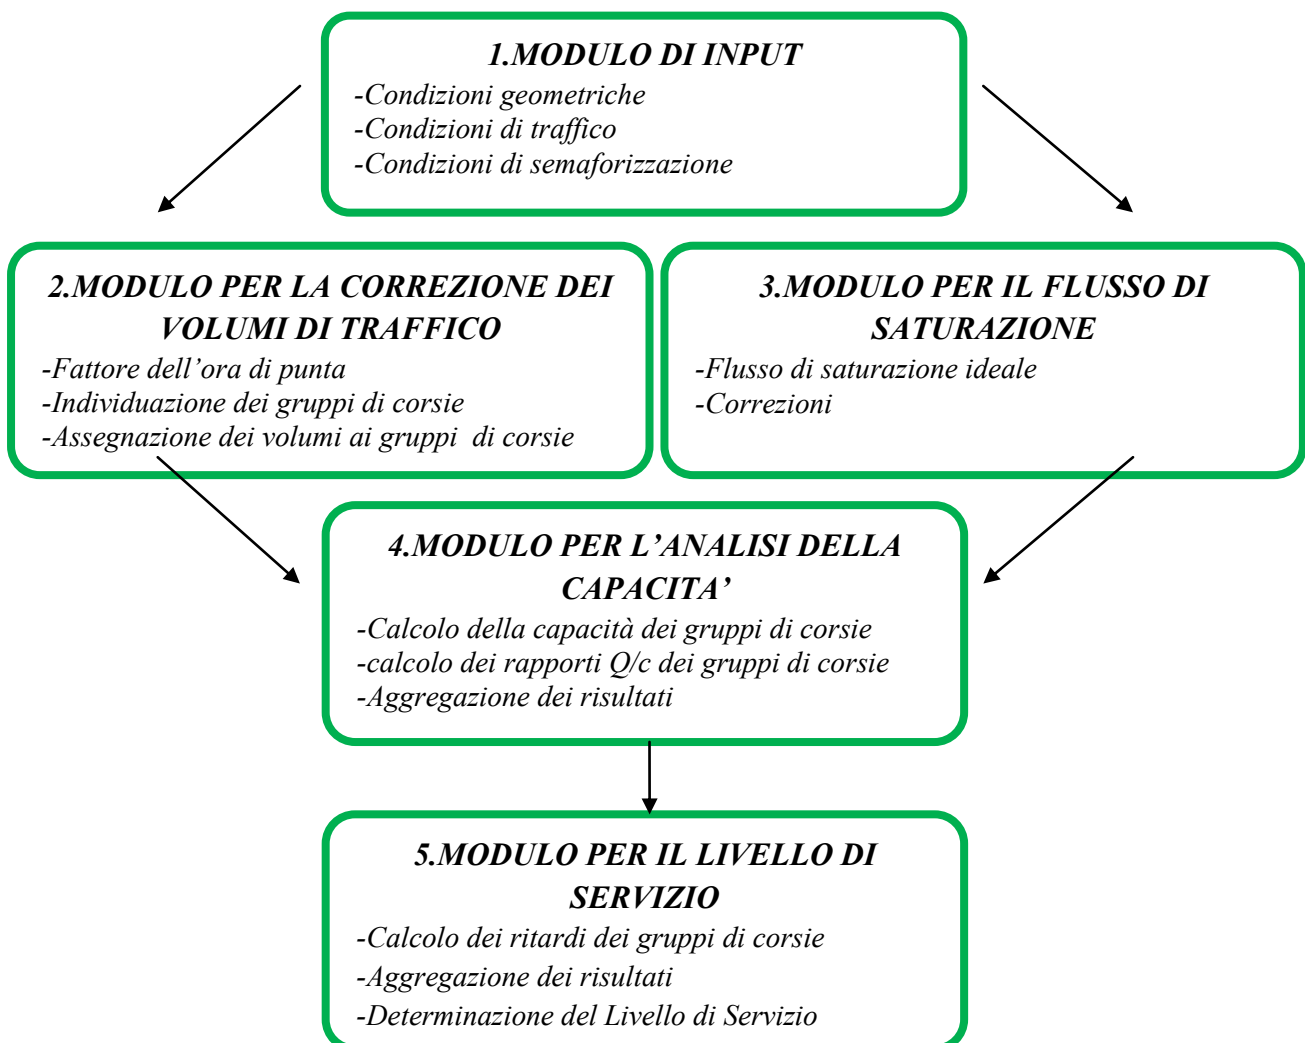 1.MODULO DI INPUT
-Condizioni geometriche
-Condizioni di traffico
-Condizioni di semaforizzazione
2.MODULO PER LA CORREZIONE DEI
VOLUMI DI TRAFFICO
-Fattore dell’ora di punta
-Individuazione dei gruppi di corsie
-Assegnazione dei volumi ai gruppi di corsie
3.MODULO PER IL FLUSSO DI
SATURAZIONE
-Flusso di saturazione ideale
-Correzioni
4.MODULO PER L’ANALISI DELLA
CAPACITA’
-Calcolo della capacità dei gruppi di corsie
-calcolo dei rapporti Q/c dei gruppi di corsie
-Aggregazione dei risultati
5.MODULO PER IL LIVELLO DI
SERVIZIO
-Calcolo dei ritardi dei gruppi di corsie
-Aggregazione dei risultati
-Determinazione del Livello di Servizio